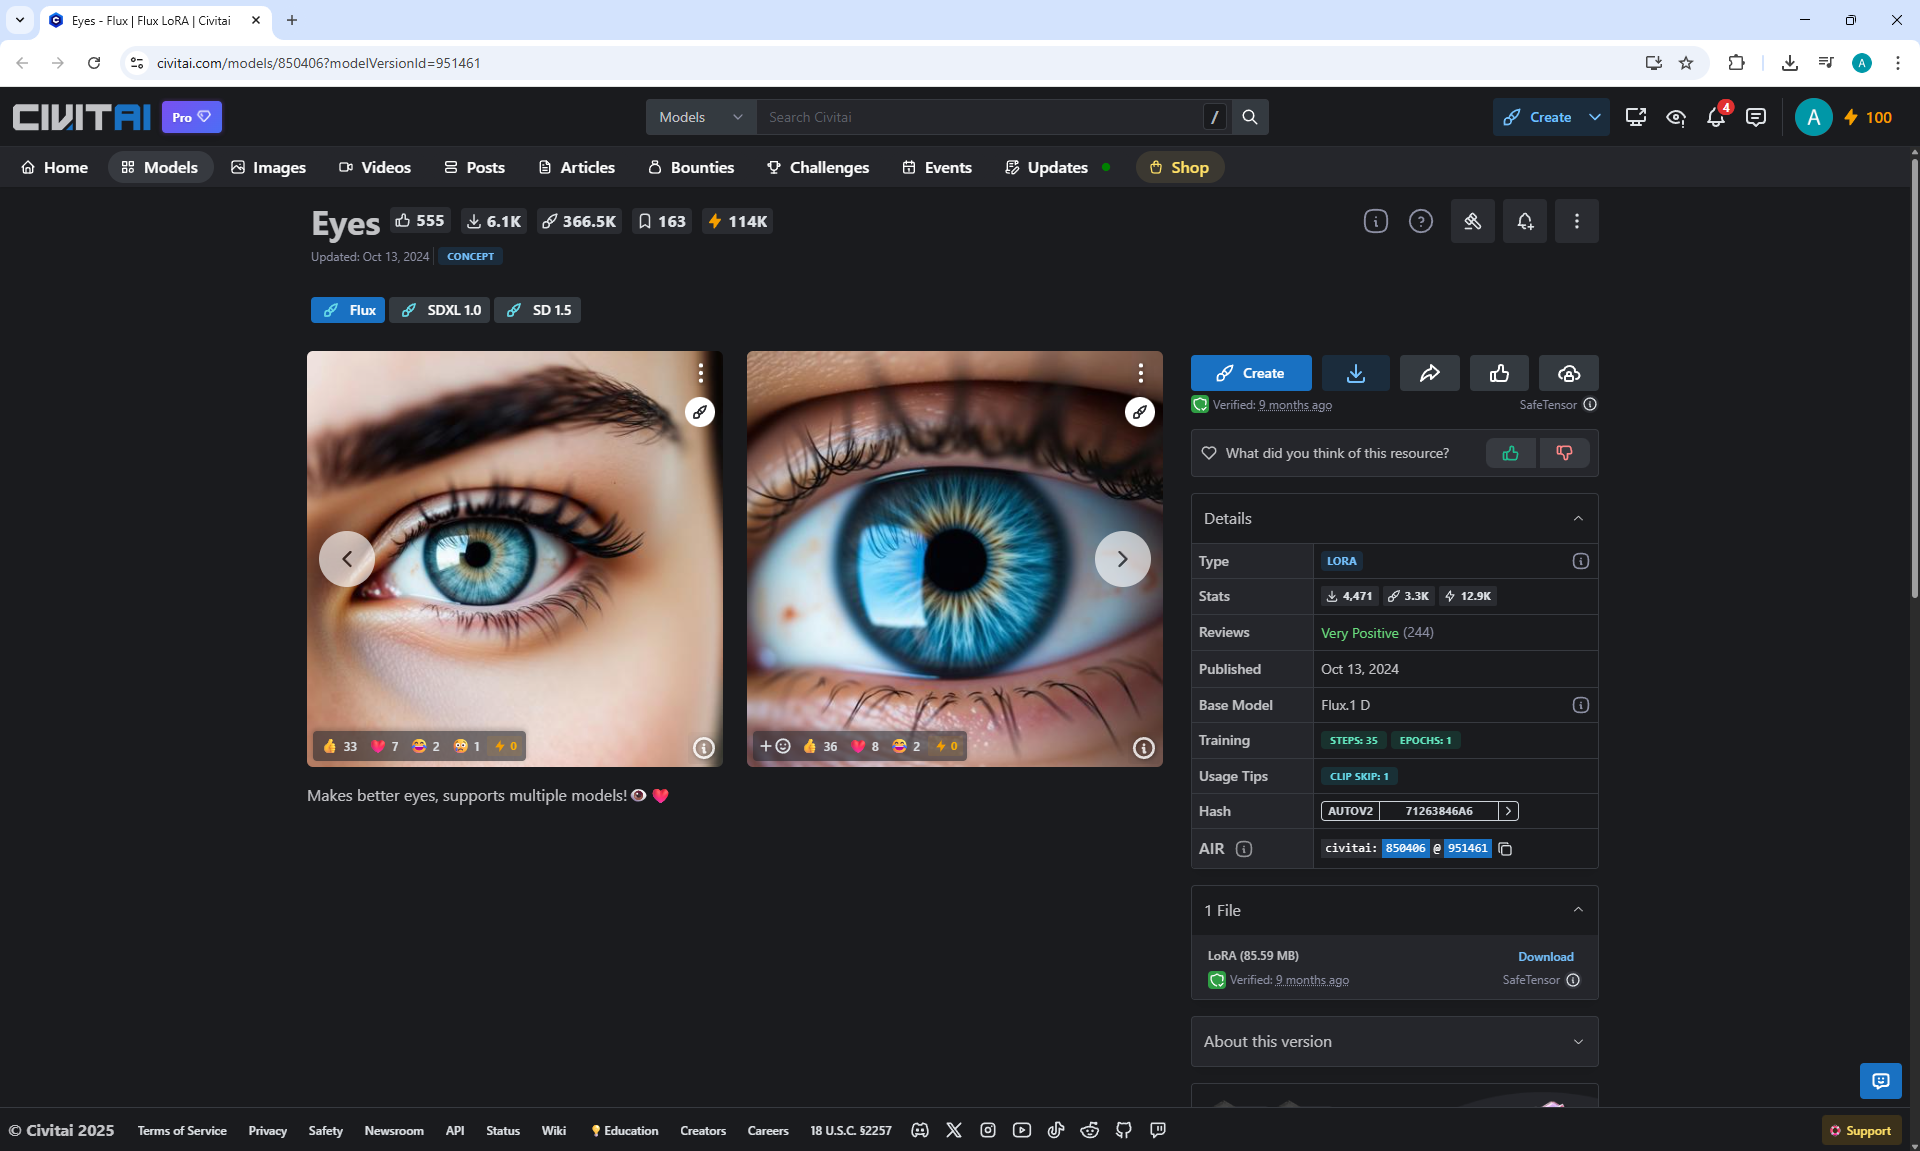 Eyes - Flux | Flux LoRA | Civitai
civitai.com/models/850406?modelVersionId=951461
A
CIVITAI
Pro
Models
Search Civitai
/
Create
4
A
100
Home
Models
Images
Videos
Posts
Articles
Bounties
Challenges
Events
Updates
Shop
Eyes
555
6.1K
366.5K
163
114K
Updated: Oct 13, 2024
CONCEPT
Flux
SDXL 1.0
SD 1.5
33 7 2 1 0
36 8 2 0
Makes better eyes, supports multiple models!👁️ ❤️
Create
Verified: 9 months ago
SafeTensor
What did you think of this resource?
Details
Type
LORA
Stats
4,471
3.3K
12.9K
Reviews
Very Positive (244)
Published
Oct 13, 2024
Base Model
Flux.1 D
Training
STEPS: 35
EPOCHS: 1
Usage Tips
CLIP SKIP: 1
Hash
AUTOV2
71263846A6
AIR
civitai: 850406 @ 951461
1 File
LoRA (85.59 MB)
Download
Verified: 9 months ago
SafeTensor
About this version
© Civitai 2025
Terms of Service
Privacy
Safety
Newsroom
API
Status
Wiki
Education
Creators
Careers
18 U.S.C. §2257
Support